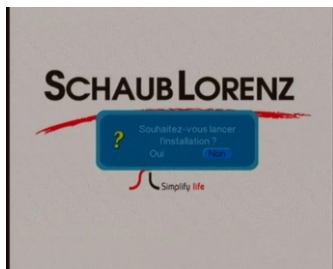 SCHAUB LORENZ
?
Souhaitez-vous lancer
l'installation ?
Oui Non
Simplify life